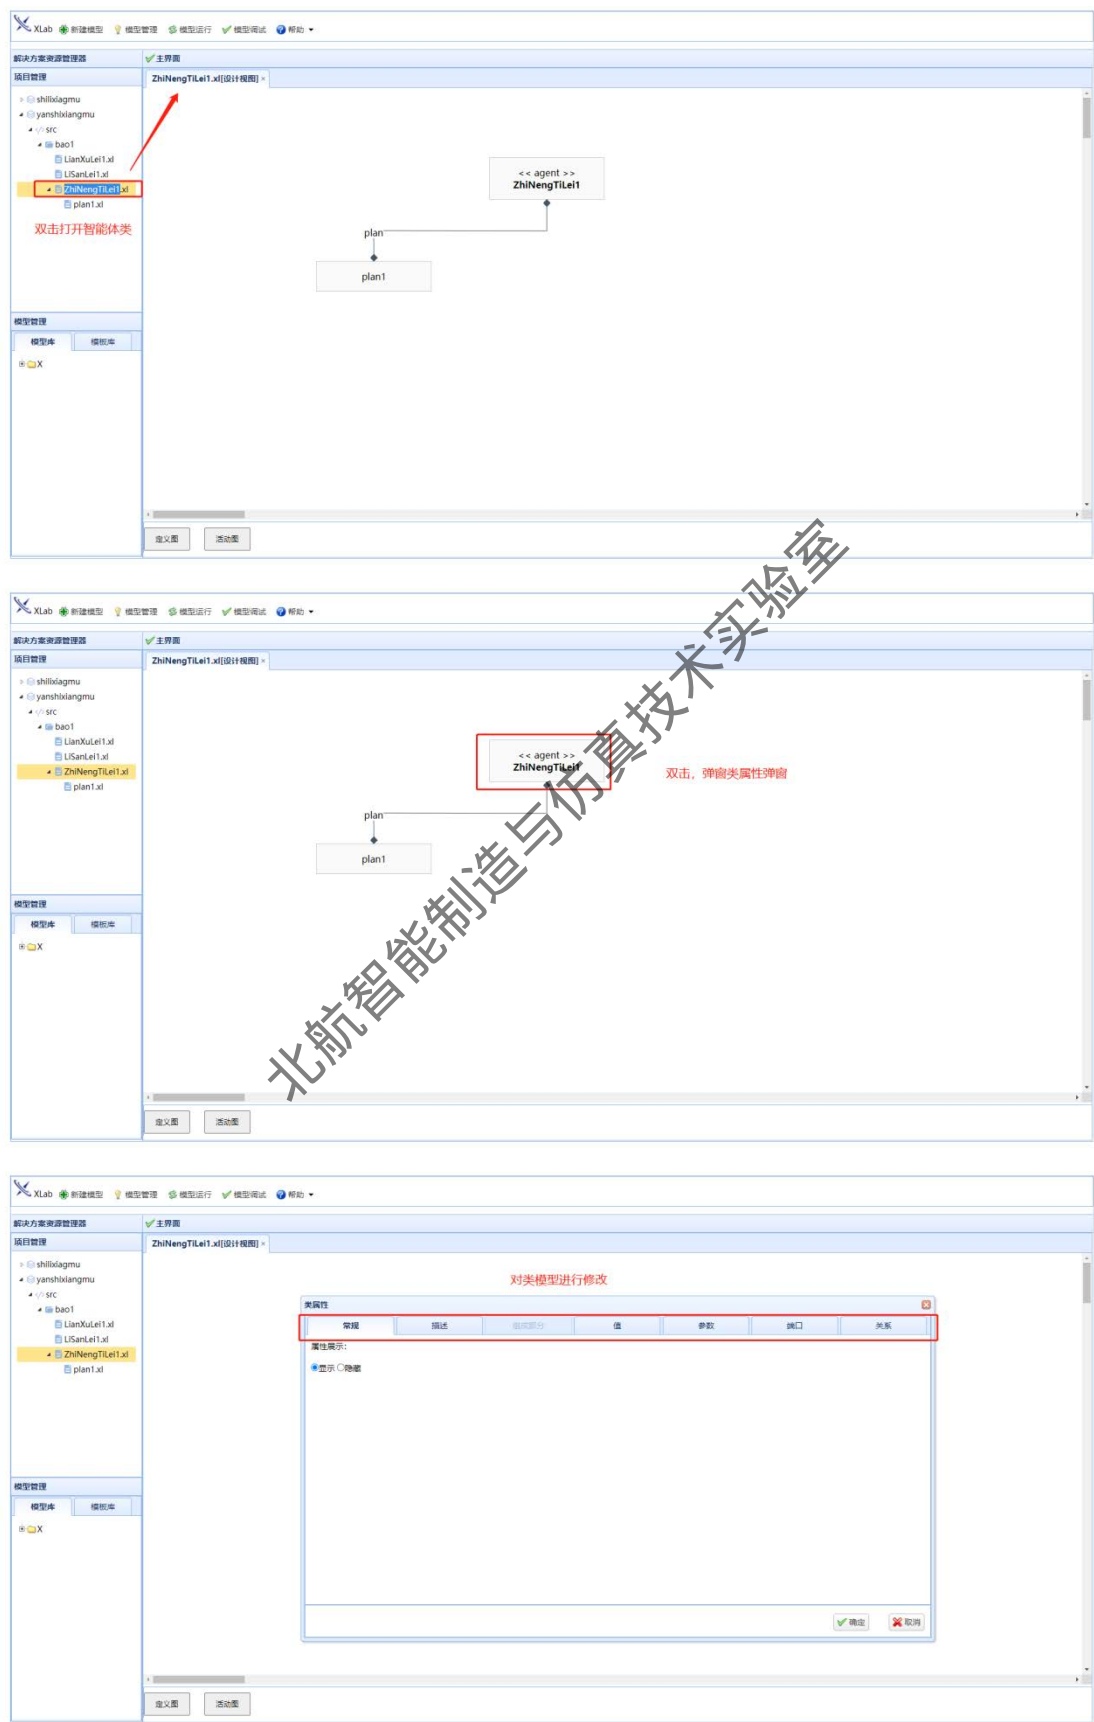 XLab 新建模型 模型管理 模型运行 模型调试 帮助
解决方案资源管理器 主界面
项目管理 ZhiNengTiLei1.xl[设计视图]
shilixiagmu
yanshixiangmu
src
bao1
LianXuLei1.xl
LiSanLei1.xl
ZhiNengTiLei1.xl
plan1.xl
双击打开智能体类
<< agent >>
ZhiNengTiLei1
plan
plan1
模型管理
模型库 模板库
X
定义图 活动图
XLab 新建模型 模型管理 模型运行 模型调试 帮助
解决方案资源管理器 主界面
项目管理 ZhiNengTiLei1.xl[设计视图]
shilixiagmu
yanshixiangmu
src
bao1
LianXuLei1.xl
LiSanLei1.xl
ZhiNengTiLei1.xl
plan1.xl
<< agent >>
ZhiNengTiLei1
双击，弹窗类属性弹窗
plan
plan1
模型管理
模型库 模板库
X
定义图 活动图
XLab 新建模型 模型管理 模型运行 模型调试 帮助
解决方案资源管理器 主界面
项目管理 ZhiNengTiLei1.xl[设计视图]
shilixiagmu
yanshixiangmu
src
bao1
LianXuLei1.xl
LiSanLei1.xl
ZhiNengTiLei1.xl
plan1.xl
对类模型进行修改
类属性
常规 描述 组成部分 值 参数 端口 关系
属性展示：
显示 隐藏
确定 取消
模型管理
模型库 模板库
X
定义图 活动图
北航智能制造与仿真技术实验室